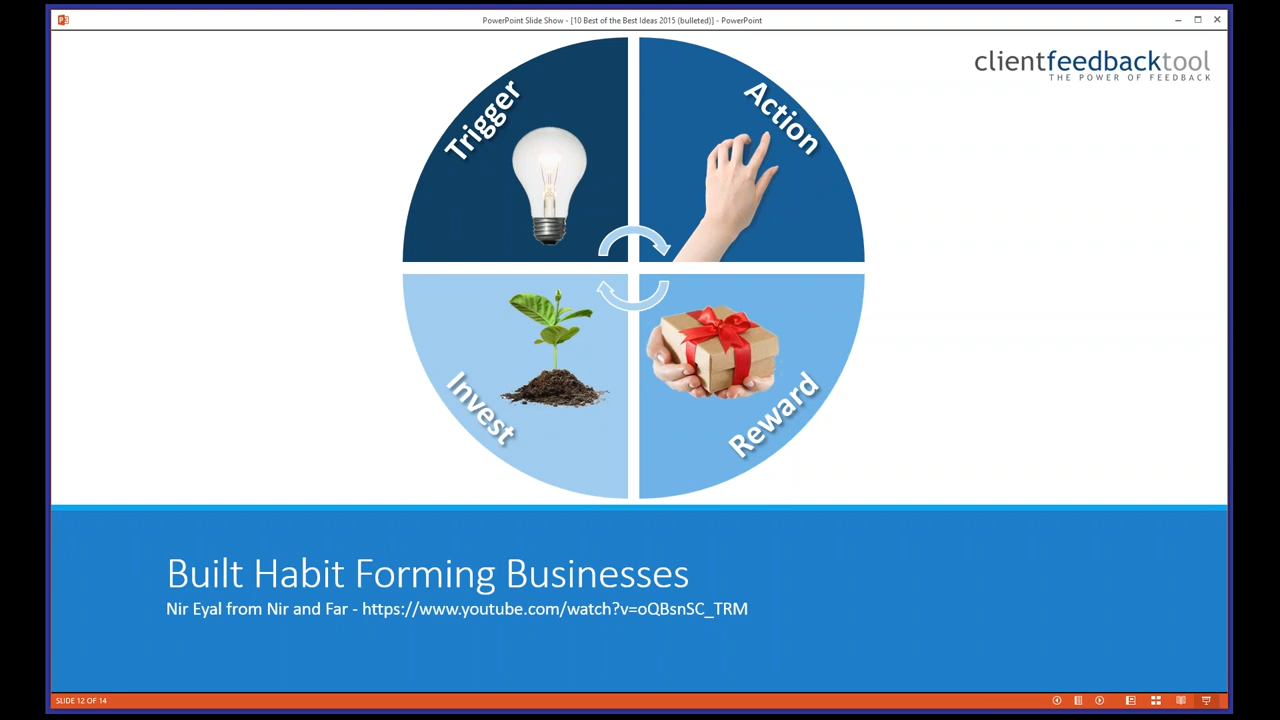 PowerPoint Slide Show - [10 Best of the Best Ideas 2015 (bulleted)] - PowerPoint
clientfeedbacktool
THE POWER OF FEEDBACK
Trigger
Action
Invest
Reward
Built Habit Forming Businesses
Nir Eyal from Nir and Far - https://www.youtube.com/watch?v=oQBsnSC_TRM
SLIDE 12 OF 14